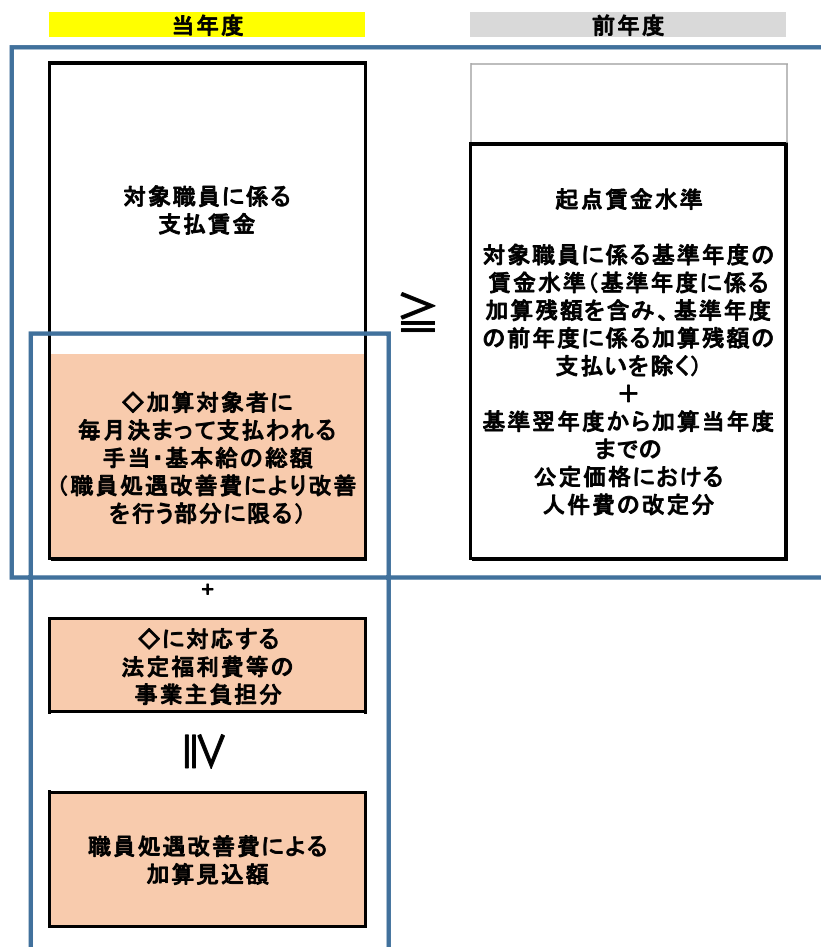 当年度
前年度
対象職員に係る
支払賃金
≧
起点賃金水準
対象職員に係る基準年度の
賃金水準（基準年度に係る
加算残額を含み、基準年度
の前年度に係る加算残額の
支払いを除く）
＋
基準翌年度から加算当年度
までの
公定価格における
人件費の改定分
◇加算対象者に
毎月決まって支払われる
手当・基本給の総額
（職員処遇改善費により改善
を行う部分に限る）
+
◇に対応する
法定福利費等の
事業主負担分
≧
職員処遇改善費による
加算見込額